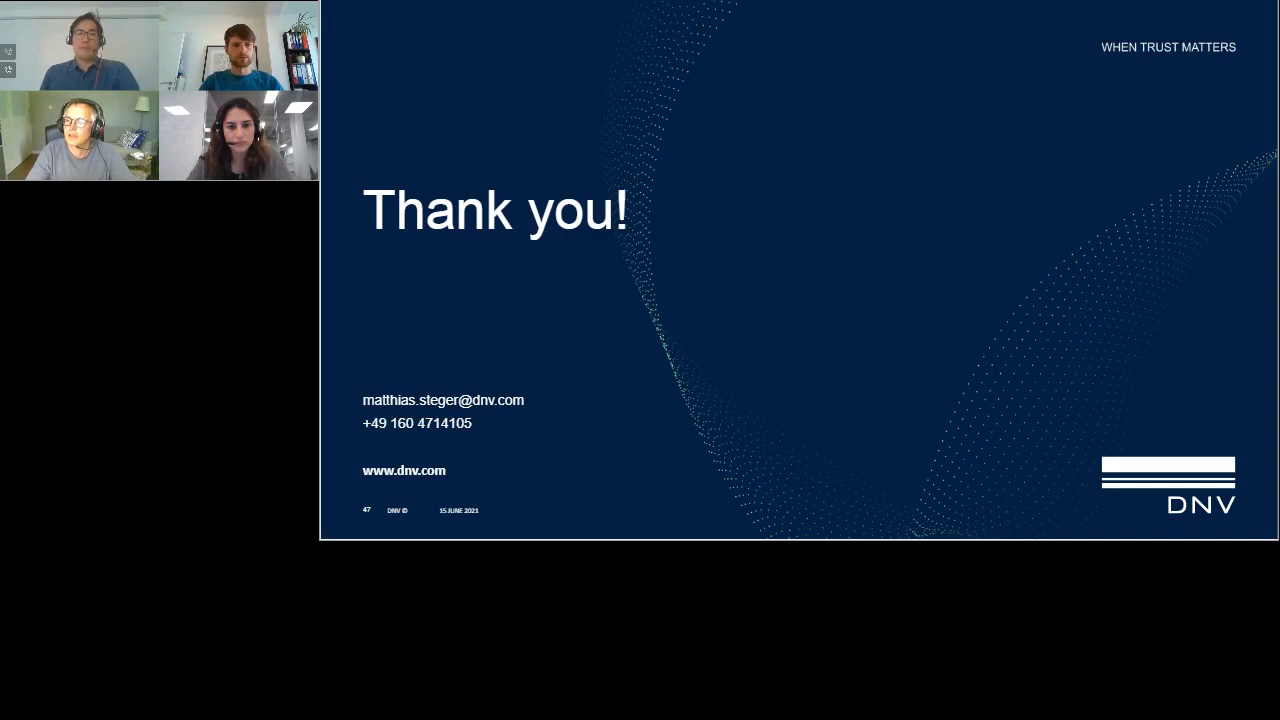 WHEN TRUST MATTERS
Thank you!
matthias.steger@dnv.com
+49 160 4714105
www.dnv.com
47 DNV © 15 JUNE 2021
DNV